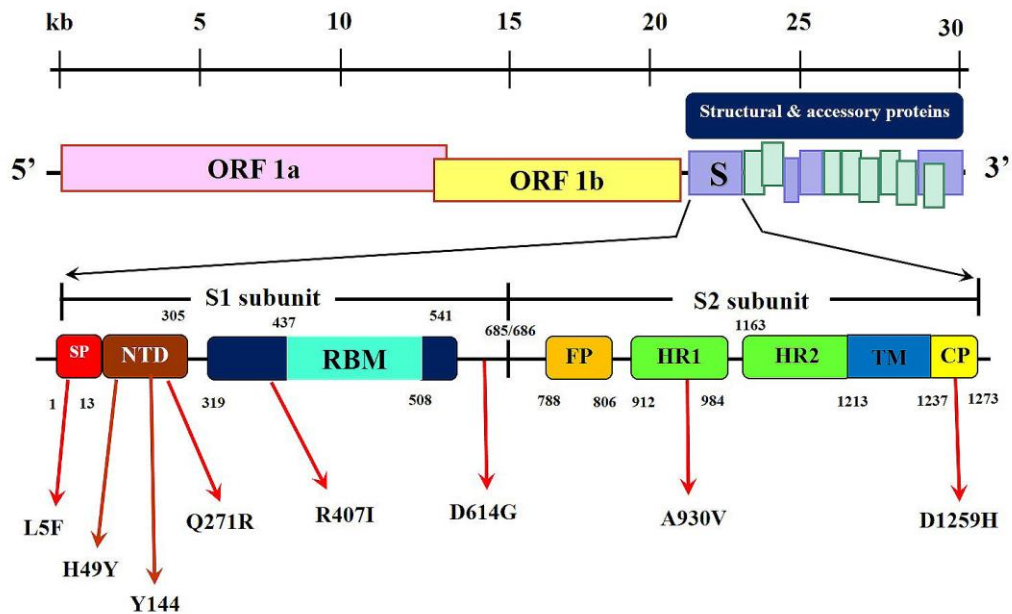 kb 5 10 15 20 25 30
Structural & accessory proteins
5’ ORF 1a ORF 1b S 3’
S1 subunit S2 subunit
305 437 541 685/686 1163
SP NTD RBM FP HR1 HR2 TM CP
1 13 319 508 788 806 912 984 1213 1237 1273
L5F
H49Y
Y144
Q271R
R407I
D614G
A930V
D1259H